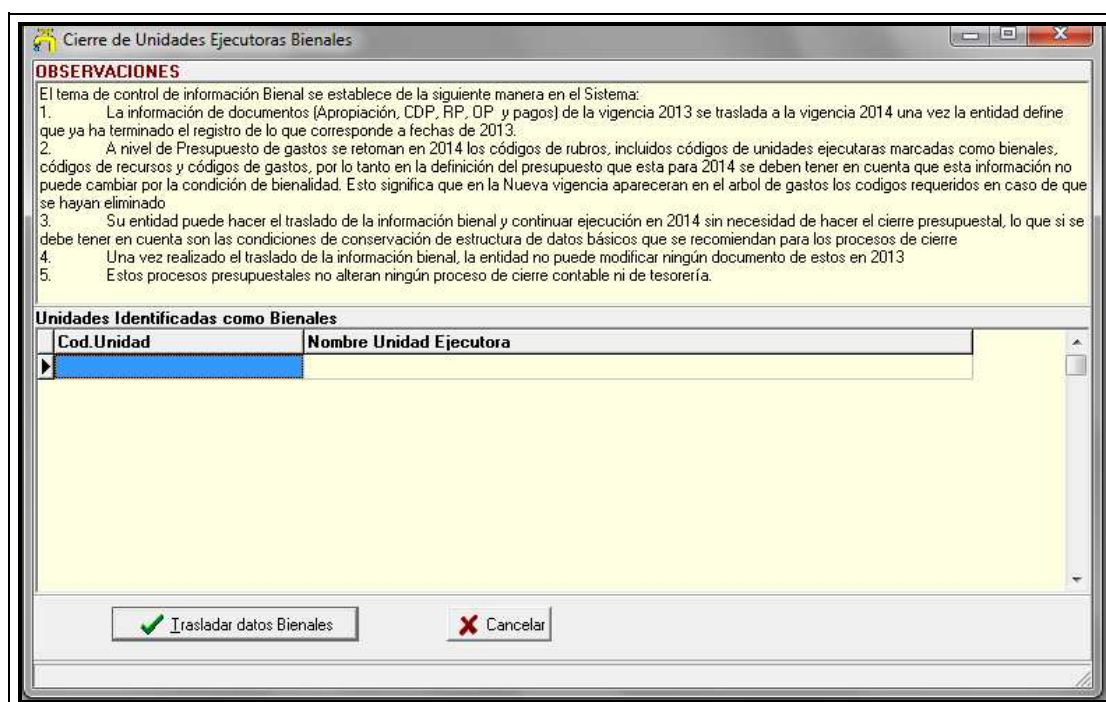 Cierre de Unidades Ejecutoras Bienales
OBSERVACIONES
El tema de control de información Bienal se establece de la siguiente manera en el Sistema:
1. La información de documentos (Apropiación, CDP, RP, OP y pagos) de la vigencia 2013 se traslada a la vigencia 2014 una vez la entidad define
que ya ha terminado el registro de lo que corresponde a fechas de 2013.
2. A nivel de Presupuesto de gastos se retoman en 2014 los códigos de rubros, incluidos códigos de unidades ejecutaras marcadas como bienales,
códigos de recursos y códigos de gastos, por lo tanto en la definición del presupuesto que esta para 2014 se deben tener en cuenta que esta información no
puede cambiar por la condición de bienalidad. Esto significa que en la Nueva vigencia apareceran en el arbol de gastos los codigos requeridos en caso de que
se hayan eliminado
3. Su entidad puede hacer el traslado de la información bienal y continuar ejecución en 2014 sin necesidad de hacer el cierre presupuestal, lo que si se
debe tener en cuenta son las condiciones de conservación de estructura de datos básicos que se recomiendan para los procesos de cierre
4. Una vez realizado el traslado de la información bienal, la entidad no puede modificar ningún documento de estos en 2013
5. Estos procesos presupuestales no alteran ningún proceso de cierre contable ni de tesorería.
Unidades Identificadas como Bienales
Cod.Unidad Nombre Unidad Ejecutora
Trasladar datos Bienales Cancelar